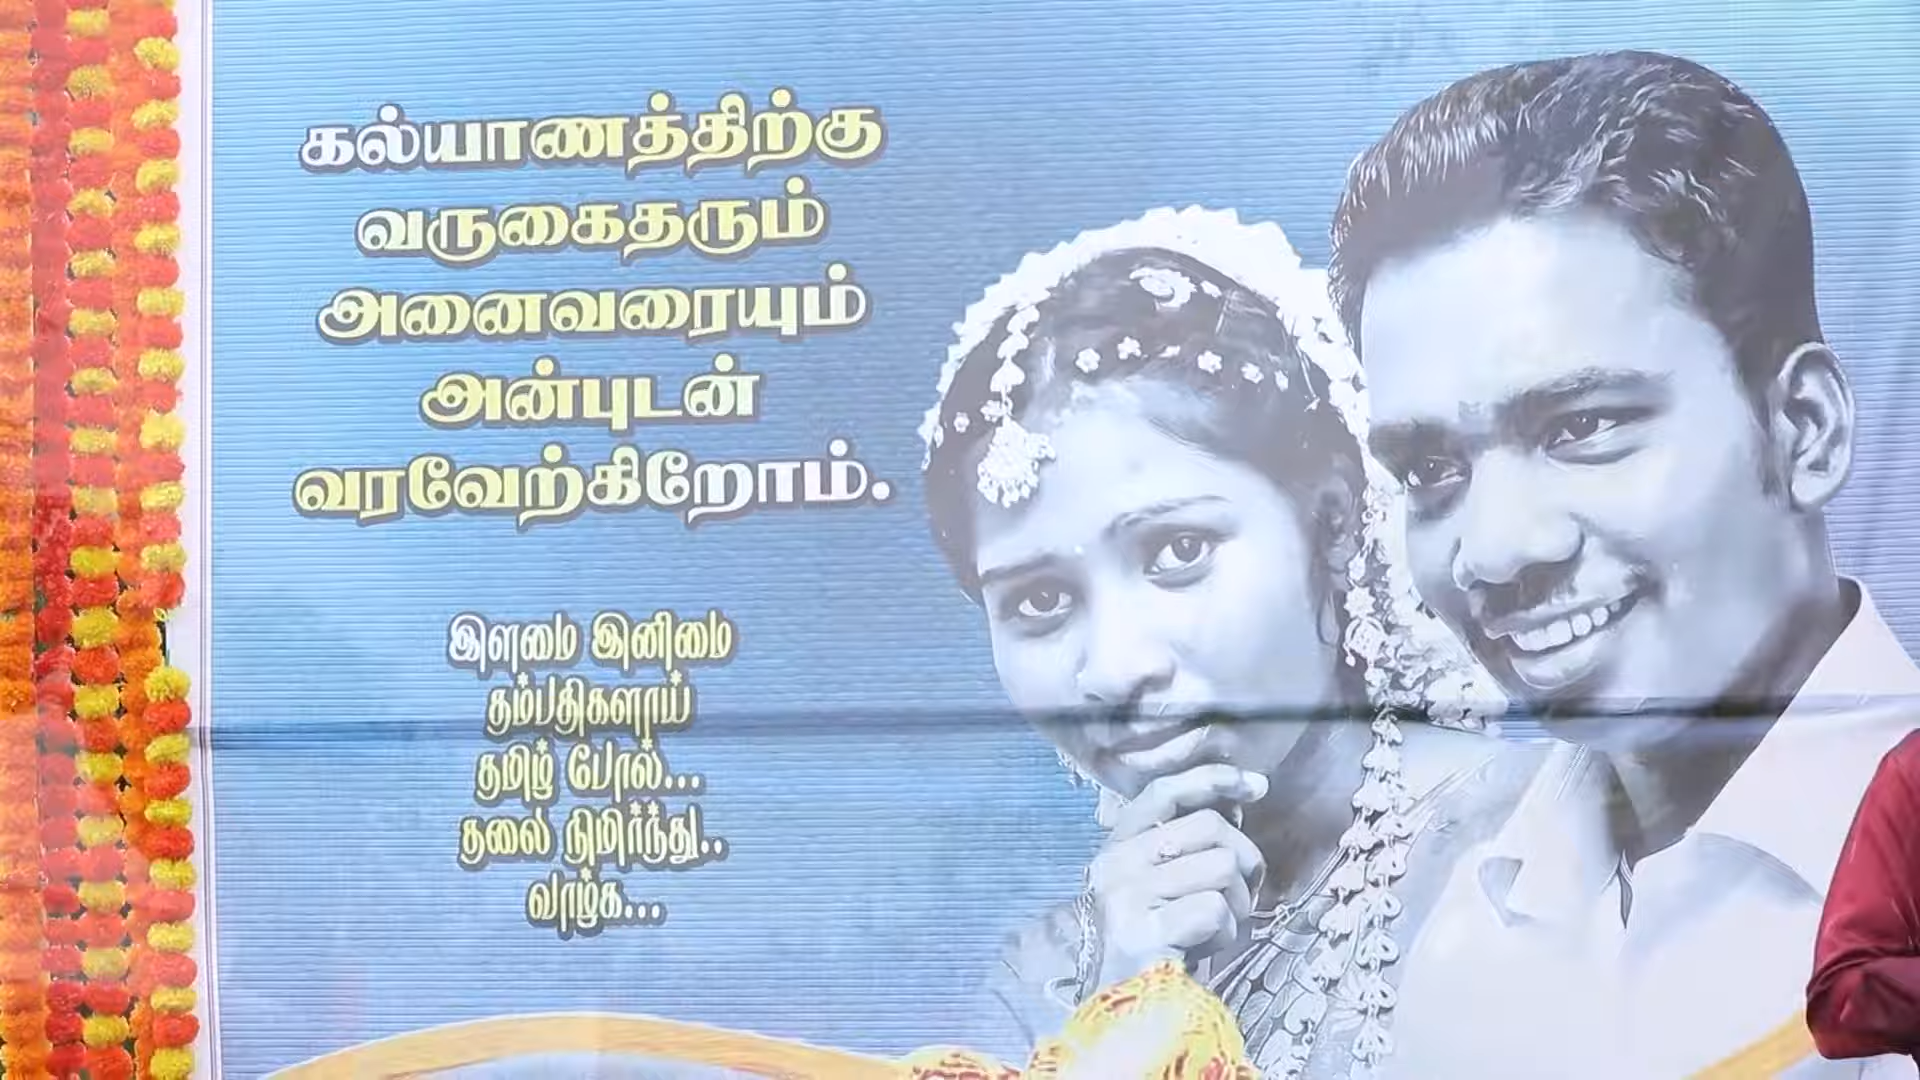 கல்யாணத்திற்கு
வருகைதரும்
அனைவரையும்
அன்புடன்
வரவேற்கிறோம்.
இளமை இனிமை
தம்பதிகளாய்
தமிழ் போல்...
தலை நிமிர்ந்து..
வாழ்க...